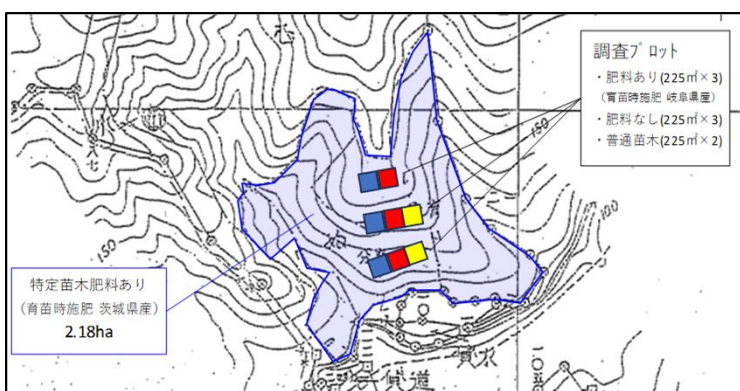 調査プロット
・肥料あり(225㎡×3)
(育苗時施肥 岐阜県産)
・肥料なし(225㎡×3)
・普通苗木(225㎡×2)
150
100
150
特定苗木肥料あり
(育苗時施肥 茨城県産)
2.18ha